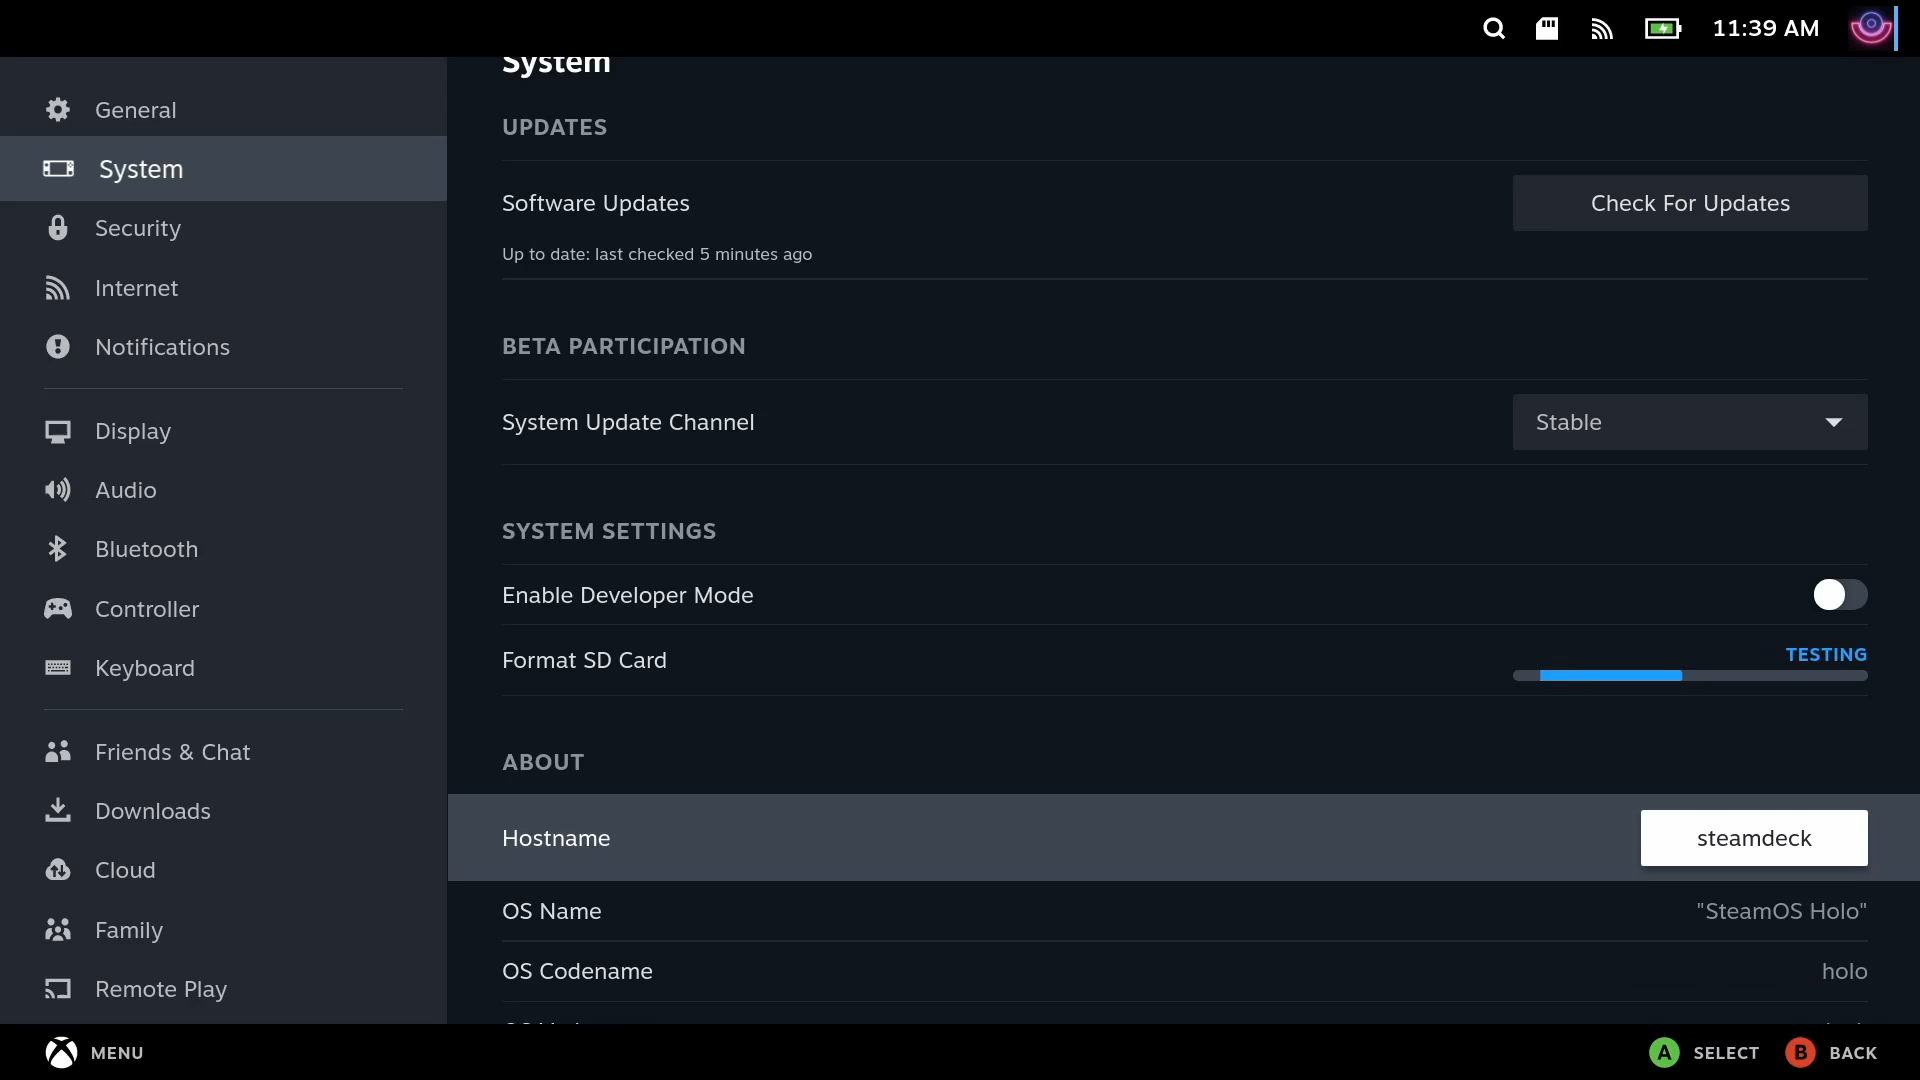 11:39 AM
System
General
System
Security
Internet
Notifications
Display
Audio
Bluetooth
Controller
Keyboard
Friends & Chat
Downloads
Cloud
Family
Remote Play
UPDATES
Software Updates
Check For Updates
Up to date: last checked 5 minutes ago
BETA PARTICIPATION
System Update Channel
Stable
SYSTEM SETTINGS
Enable Developer Mode
Format SD Card
TESTING
ABOUT
Hostname
steamdeck
OS Name
"SteamOS Holo"
OS Codename
holo
MENU
A SELECT
B BACK